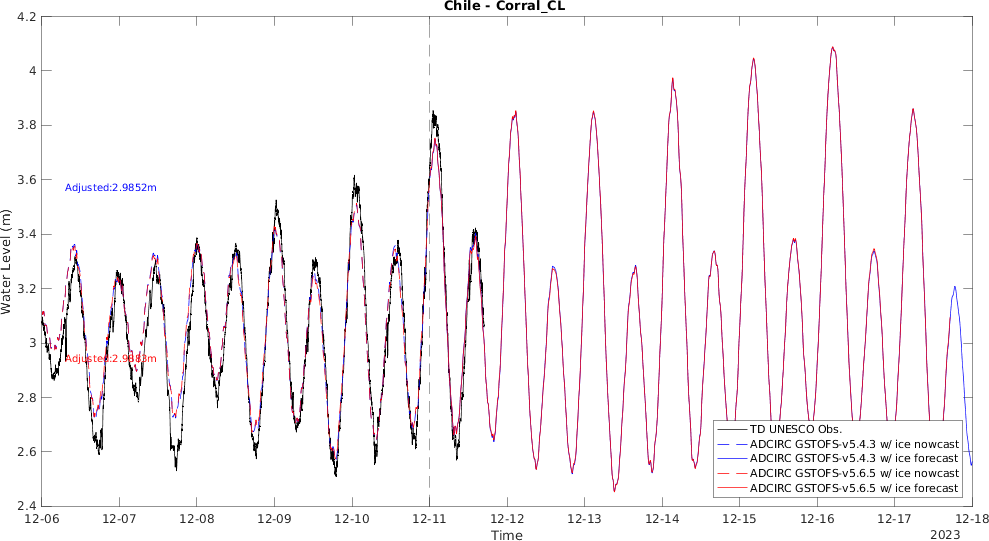 Chile - Corral_CL
4.2
4
3.8
3.6
3.4
3.2
3
2.8
2.6
2.4
Water Level (m)
Adjusted:2.9852m
TD UNESCO Obs.
ADCIRC GSTOFS-v5.4.3 w/ ice nowcast
ADCIRC GSTOFS-v5.4.3 w/ ice forecast
ADCIRC GSTOFS-v5.6.5 w/ ice nowcast
ADCIRC GSTOFS-v5.6.5 w/ ice forecast
12-06 12-07 12-08 12-09 12-10 12-11 12-12 12-13 12-14 12-15 12-16 12-17 12-18
Time
2023